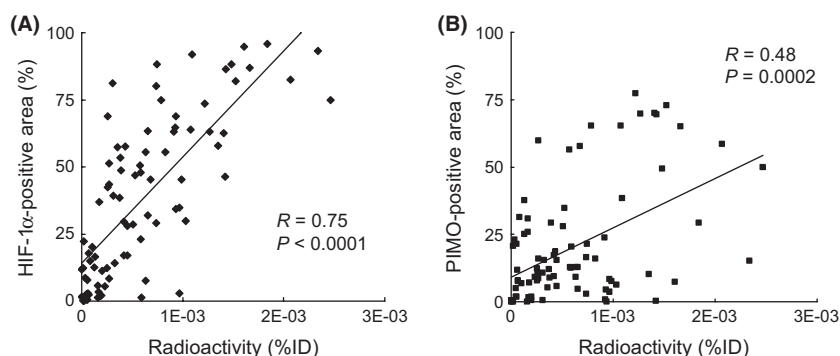 (A)
100
75
50
25
0
HIF-1α-positive area (%)
R = 0.75
P < 0.0001
0 1E-03 2E-03 3E-03
Radioactivity (%ID)
(B)
100
75
50
25
0
PIMO-positive area (%)
R = 0.48
P = 0.0002
0 1E-03 2E-03 3E-03
Radioactivity (%ID)